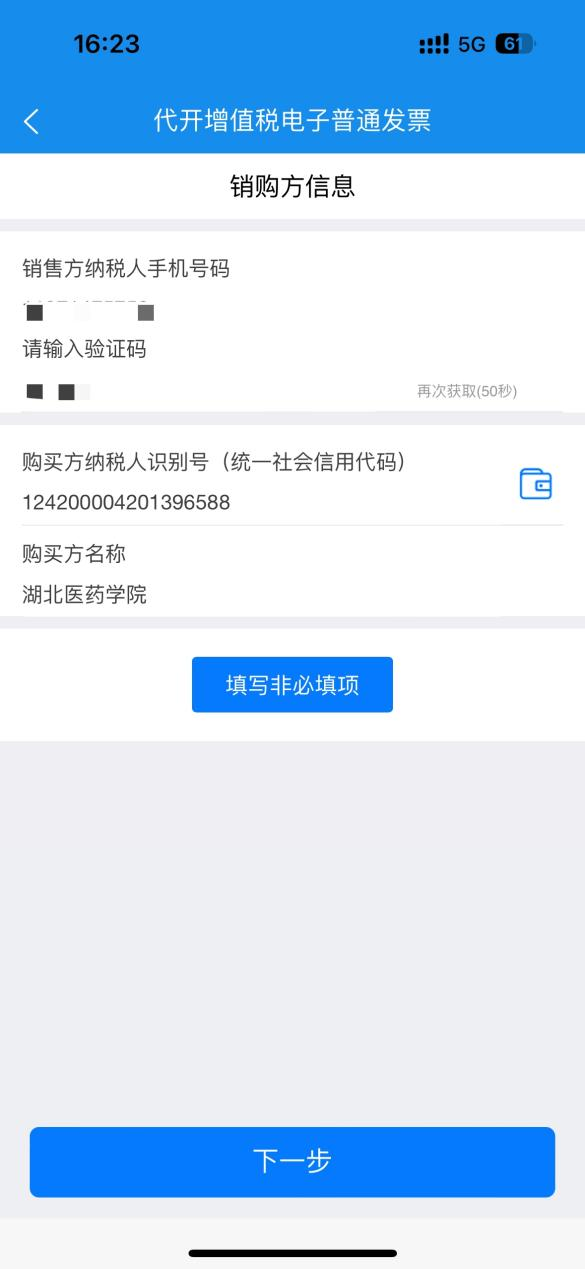 16:23
5G
61
代开增值税电子普通发票
销购方信息
销售方纳税人手机号码
请输入验证码
再次获取(50秒)
购买方纳税人识别号（统一社会信用代码）
124200004201396588
购买方名称
湖北医药学院
填写非必填项
下一步